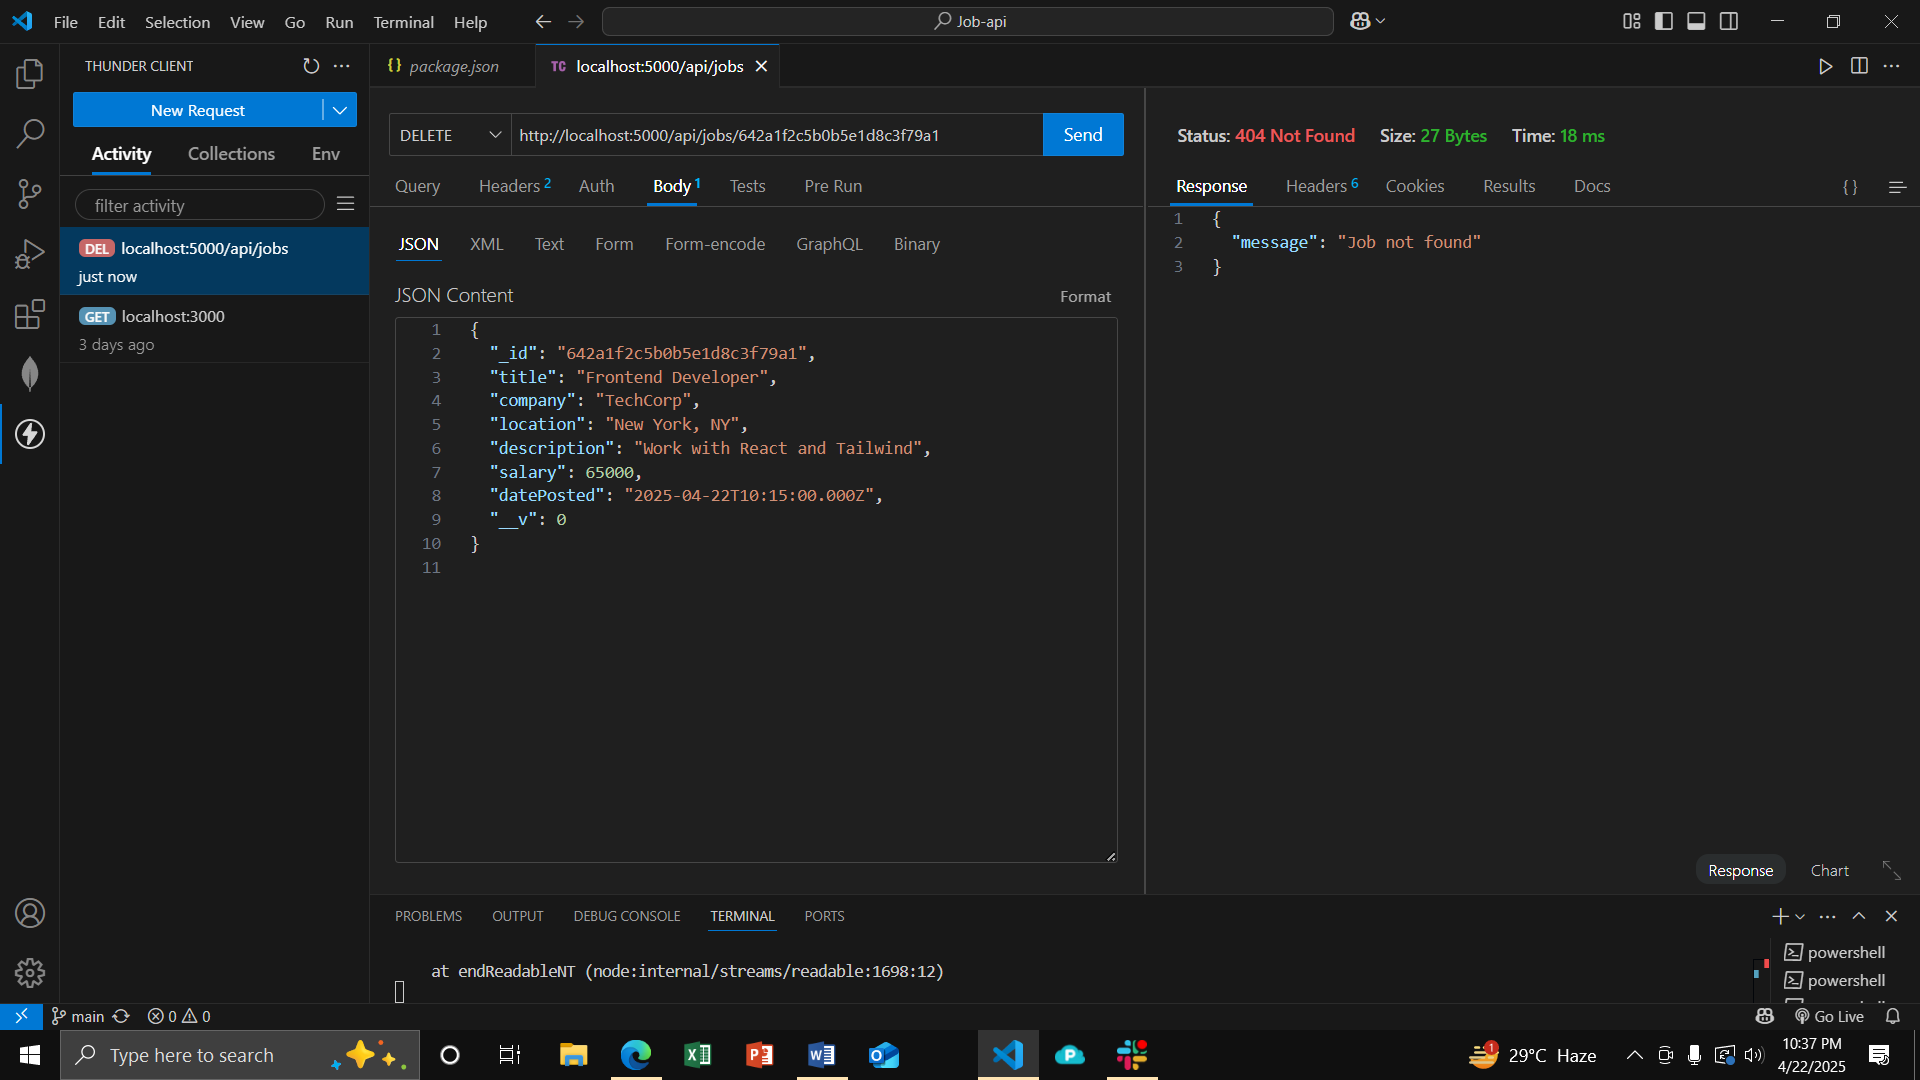 File Edit Selection View Go Run Terminal Help
Job-api
THUNDER CLIENT
New Request
Activity Collections Env
filter activity
DEL localhost:5000/api/jobs
just now
GET localhost:3000
3 days ago
{} package.json
TC localhost:5000/api/jobs
DELETE http://localhost:5000/api/jobs/642a1f2c5b0b5e1d8c3f79a1 Send
Query Headers 2 Auth Body 1 Tests Pre Run
JSON XML Text Form Form-encode GraphQL Binary
JSON Content Format
1 {
2 "_id": "642a1f2c5b0b5e1d8c3f79a1",
3 "title": "Frontend Developer",
4 "company": "TechCorp",
5 "location": "New York, NY",
6 "description": "Work with React and Tailwind",
7 "salary": 65000,
8 "datePosted": "2025-04-22T10:15:00.000Z",
9 "__v": 0
10 }
11
Status: 404 Not Found Size: 27 Bytes Time: 18 ms
Response Headers 6 Cookies Results Docs {}
1 {
2 "message": "Job not found"
3 }
Response Chart
PROBLEMS OUTPUT DEBUG CONSOLE TERMINAL PORTS
at endReadableNT (node:internal/streams/readable:1698:12)
powershell
powershell
main 0 0 Go Live
Type here to search
1 29°C Haze
10:37 PM
4/22/2025